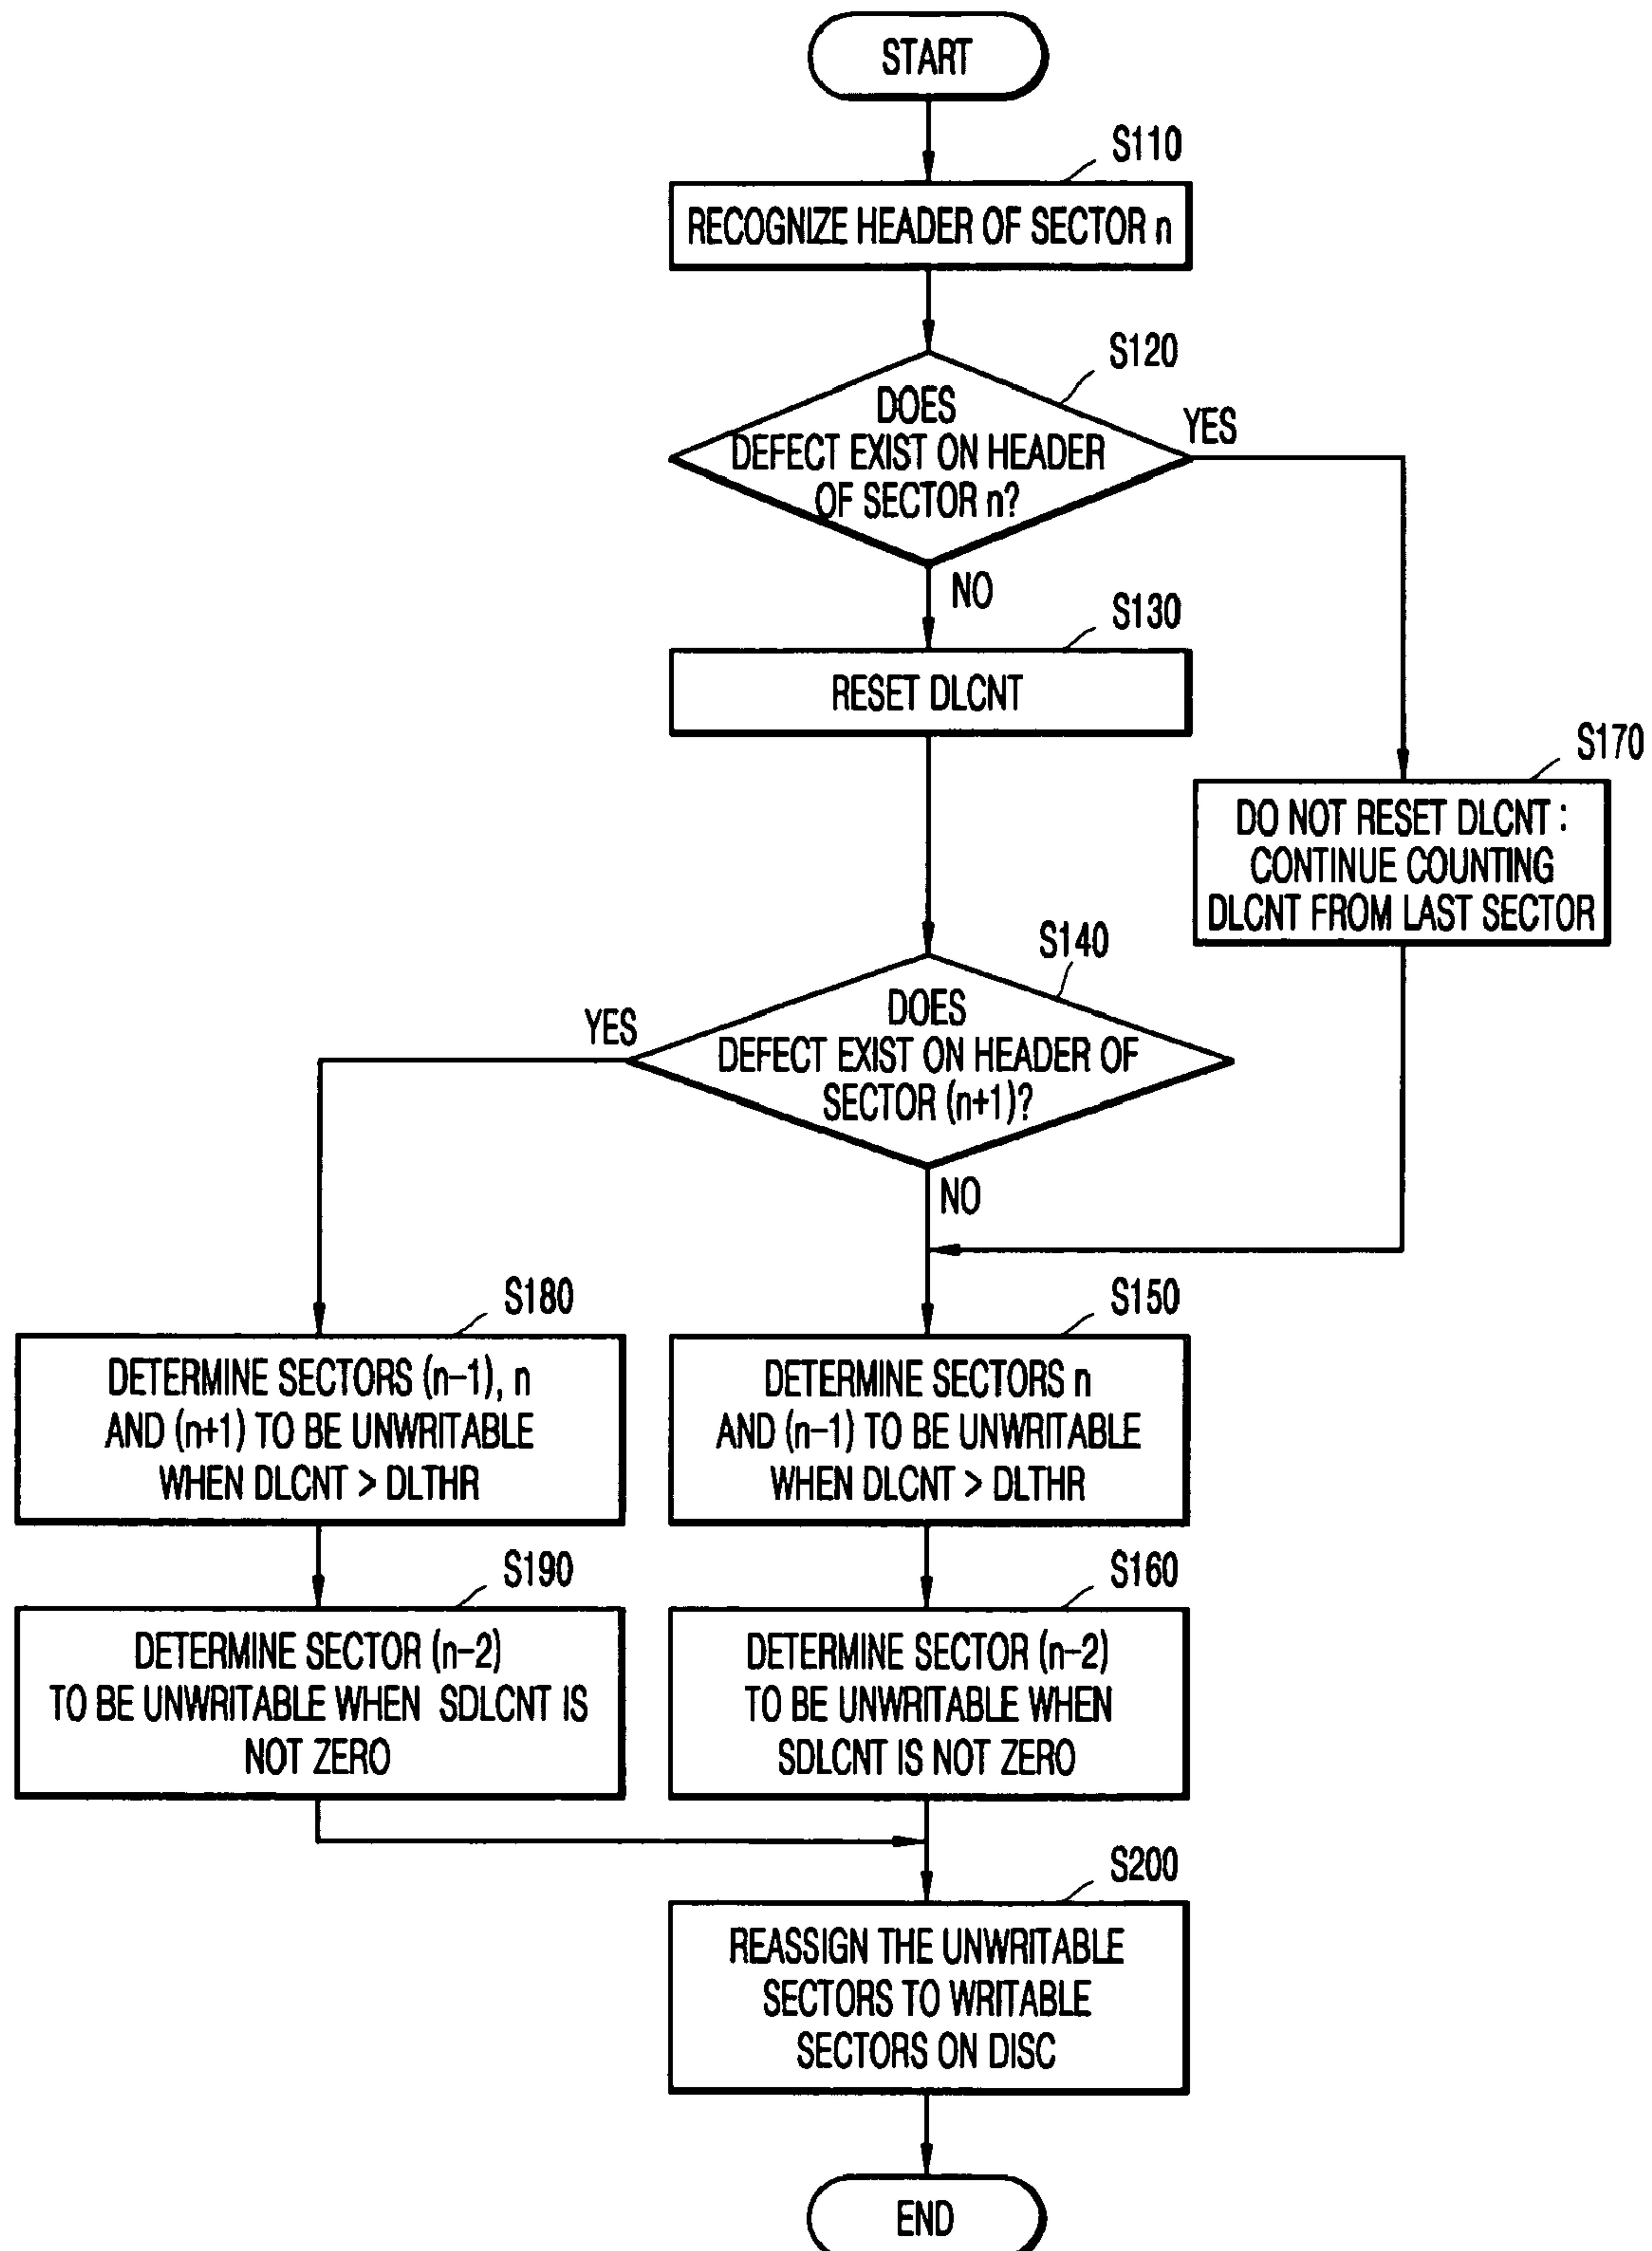 START
S110
RECOGNIZE HEADER OF SECTOR n
S120
DOES
DEFECT EXIST ON HEADER
OF SECTOR n?
YES
NO
S130
RESET DLCNT
S170
DO NOT RESET DLCNT :
CONTINUE COUNTING
DLCNT FROM LAST SECTOR
S140
DOES
DEFECT EXIST ON HEADER OF
SECTOR (n+1)?
YES
NO
S180
DETERMINE SECTORS (n-1), n
AND (n+1) TO BE UNWRITABLE
WHEN DLCNT > DLTHR
S150
DETERMINE SECTORS n
AND (n-1) TO BE UNWRITABLE
WHEN DLCNT > DLTHR
S190
DETERMINE SECTOR (n-2)
TO BE UNWRITABLE WHEN SDLCNT IS
NOT ZERO
S160
DETERMINE SECTOR (n-2)
TO BE UNWRITABLE WHEN
SDLCNT IS NOT ZERO
S200
REASSIGN THE UNWRITABLE
SECTORS TO WRITABLE
SECTORS ON DISC
END